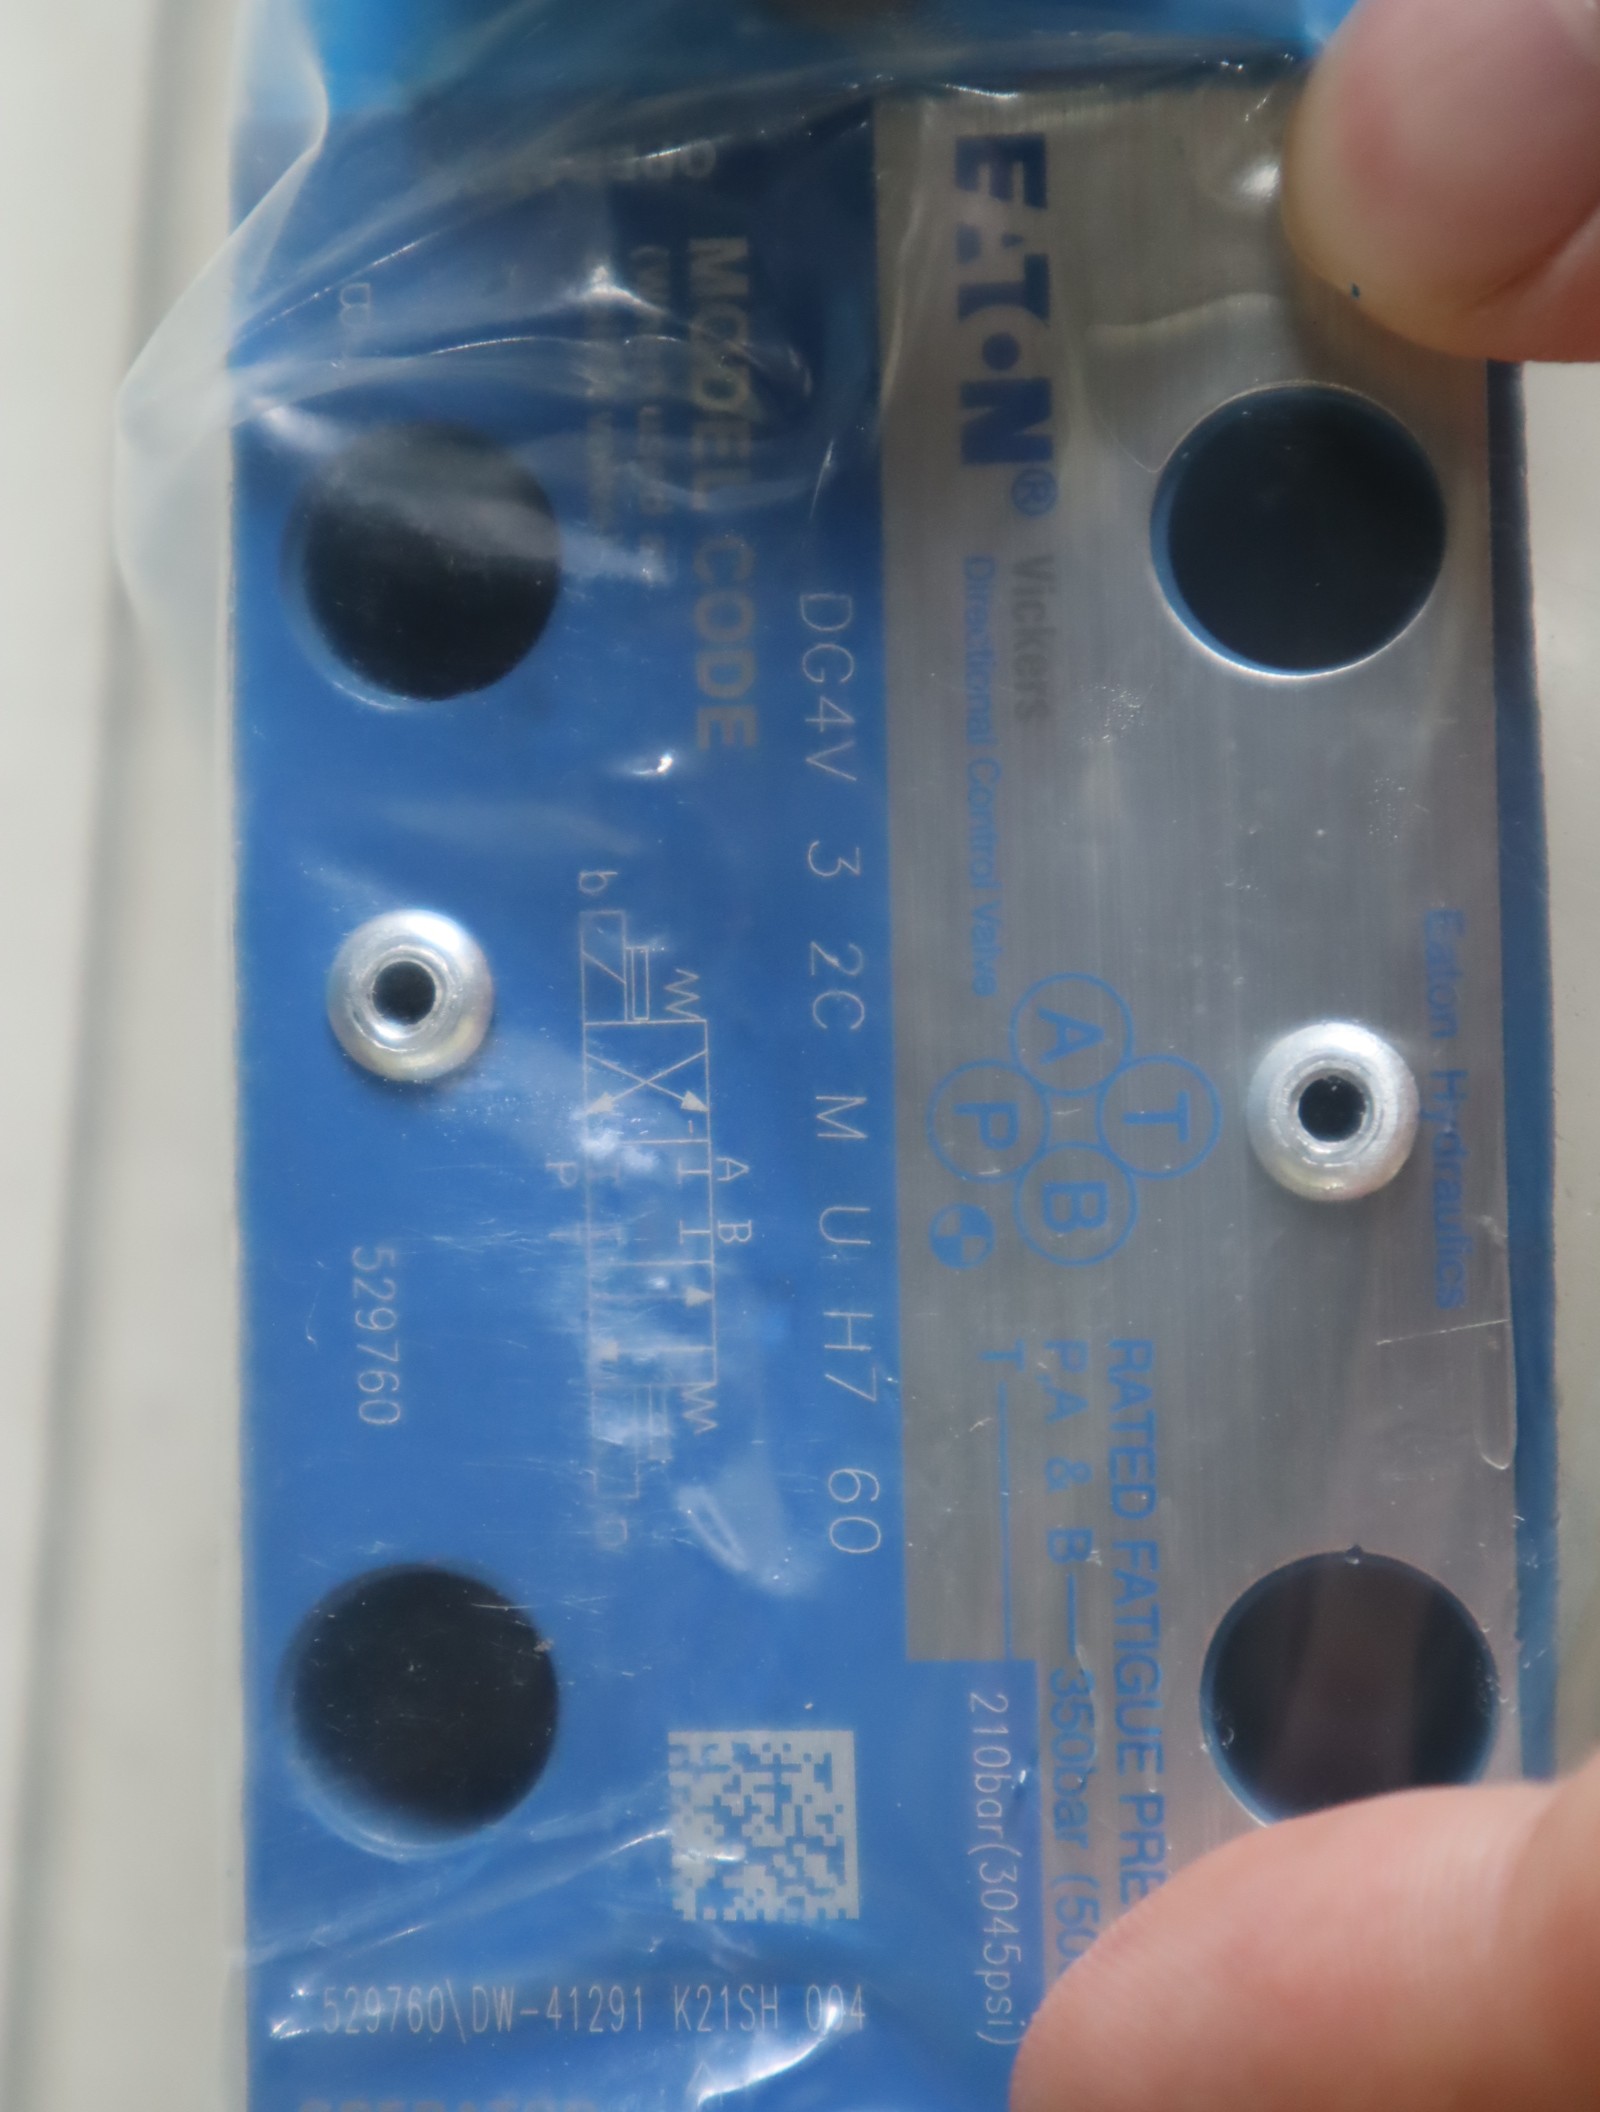 Eaton Hydraulics
EATON®
Vickers
Directional Control Valve
A
T
B
P
RATED FATIGUE PRE
P,A & B—350bar (50
T—210bar(3045psi)
DG4V 3 2C M U H7 60
MODEL CODE
b
A B
P
529760
B
529760\DW-41291 K21SH 004